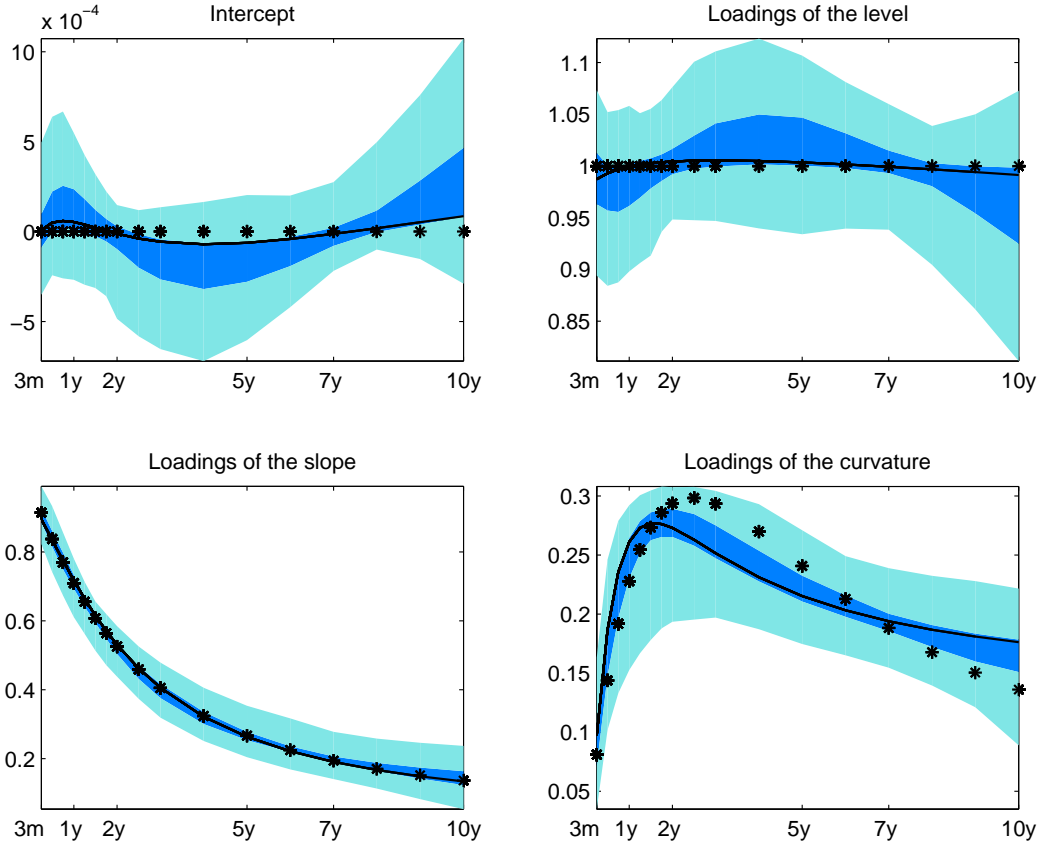 Intercept
x 10⁻⁴
10
5
0
−5
3m 1y 2y 5y 7y 10y
Loadings of the level
1.1
1.05
1
0.95
0.9
0.85
3m 1y 2y 5y 7y 10y
Loadings of the slope
0.8
0.6
0.4
0.2
3m 1y 2y 5y 7y 10y
Loadings of the curvature
0.3
0.25
0.2
0.15
0.1
0.05
3m 1y 2y 5y 7y 10y